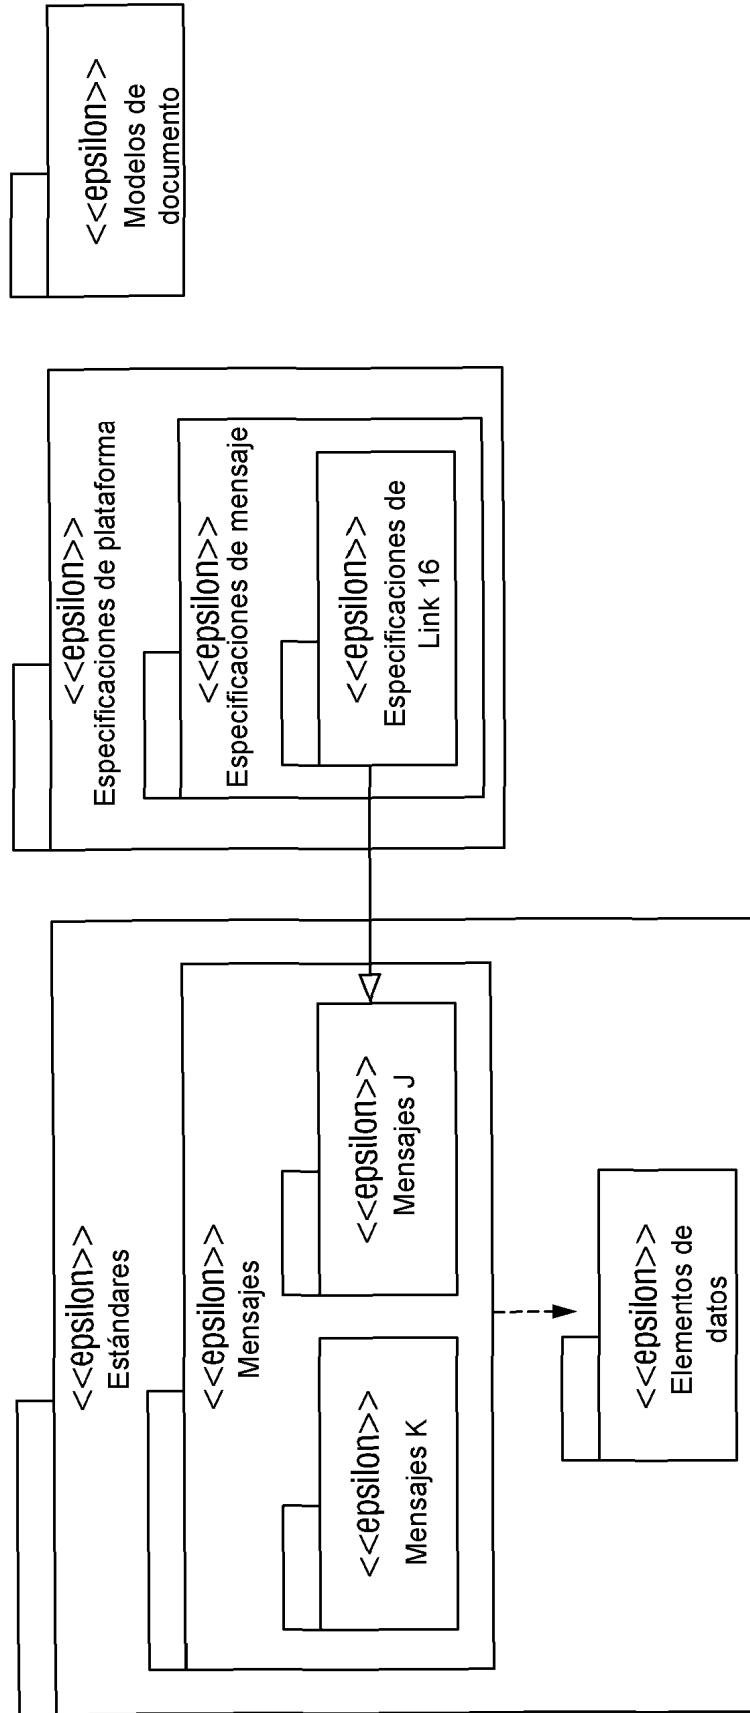 <<epsilon>>
Estándares
<<epsilon>>
Mensajes
<<epsilon>>
Mensajes K
<<epsilon>>
Mensajes J
<<epsilon>>
Elementos de
datos
<<epsilon>>
Especificaciones de plataforma
<<epsilon>>
Especificaciones de mensaje
<<epsilon>>
Especificaciones de
Link 16
<<epsilon>>
Modelos de
documento